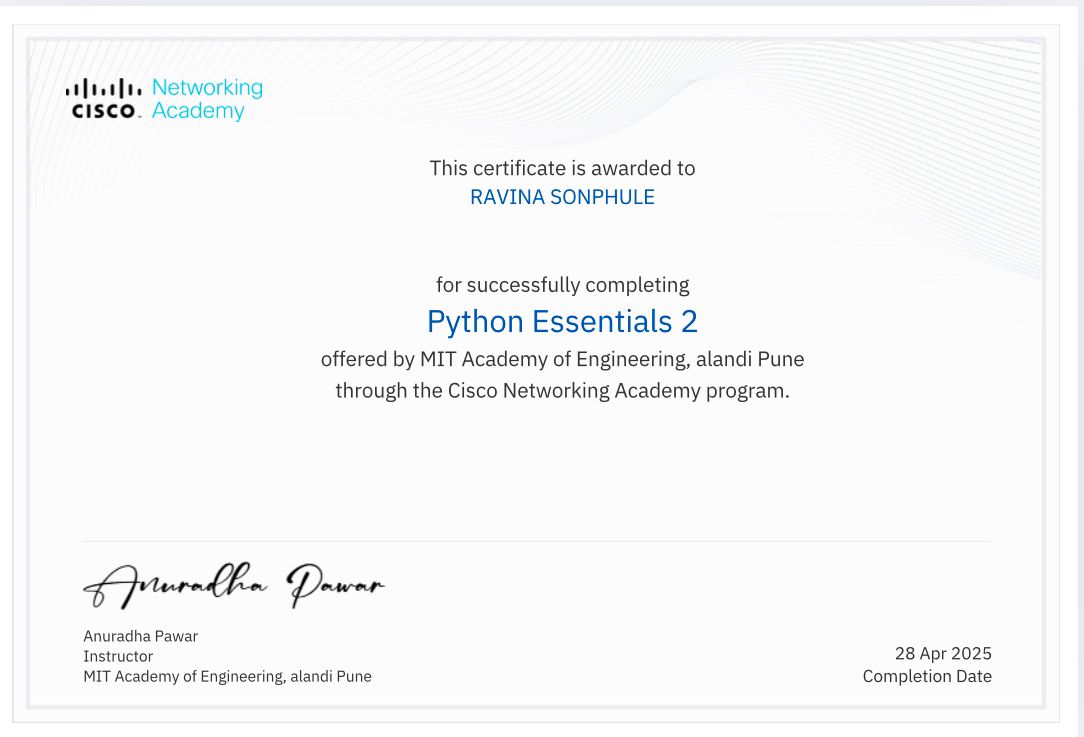 CISCO. Networking
Academy
This certificate is awarded to
RAVINA SONPHULE
for successfully completing
Python Essentials 2
offered by MIT Academy of Engineering, alandi Pune
through the Cisco Networking Academy program.
Anuradha Pawar
Anuradha Pawar
Instructor
MIT Academy of Engineering, alandi Pune
28 Apr 2025
Completion Date